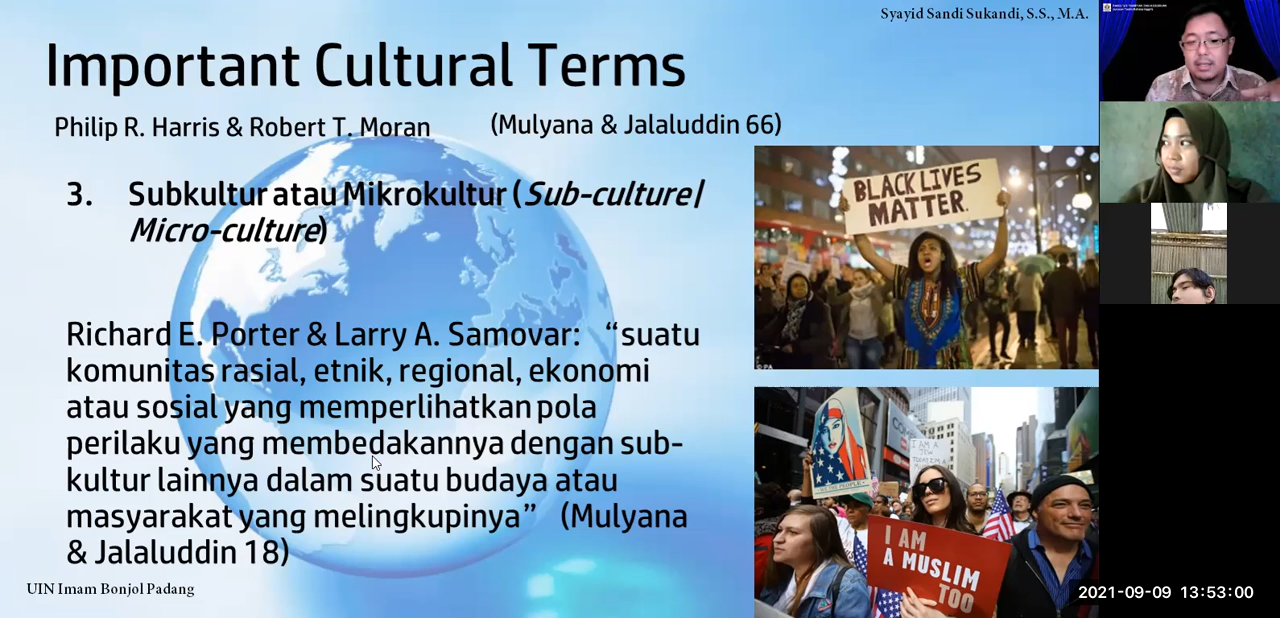 Syayid Sandi Sukandi, S.S., M.A.
Important Cultural Terms
Philip R. Harris & Robert T. Moran
(Mulyana & Jalaluddin 66)
3. Subkultur atau Mikrokultur (Sub-culture/
Micro-culture)
Richard E. Porter & Larry A. Samovar: “suatu
komunitas rasial, etnik, regional, ekonomi
atau sosial yang memperlihatkan pola
perilaku yang membedakannya dengan sub-
kultur lainnya dalam suatu budaya atau
masyarakat yang melingkupinya” (Mulyana
& Jalaluddin 18)
UIN Imam Bonjol Padang
BLACK LIVES
MATTER.
©PA
I AM A
I AM
A MUSLIM
TOO
2021-09-09 13:53:00